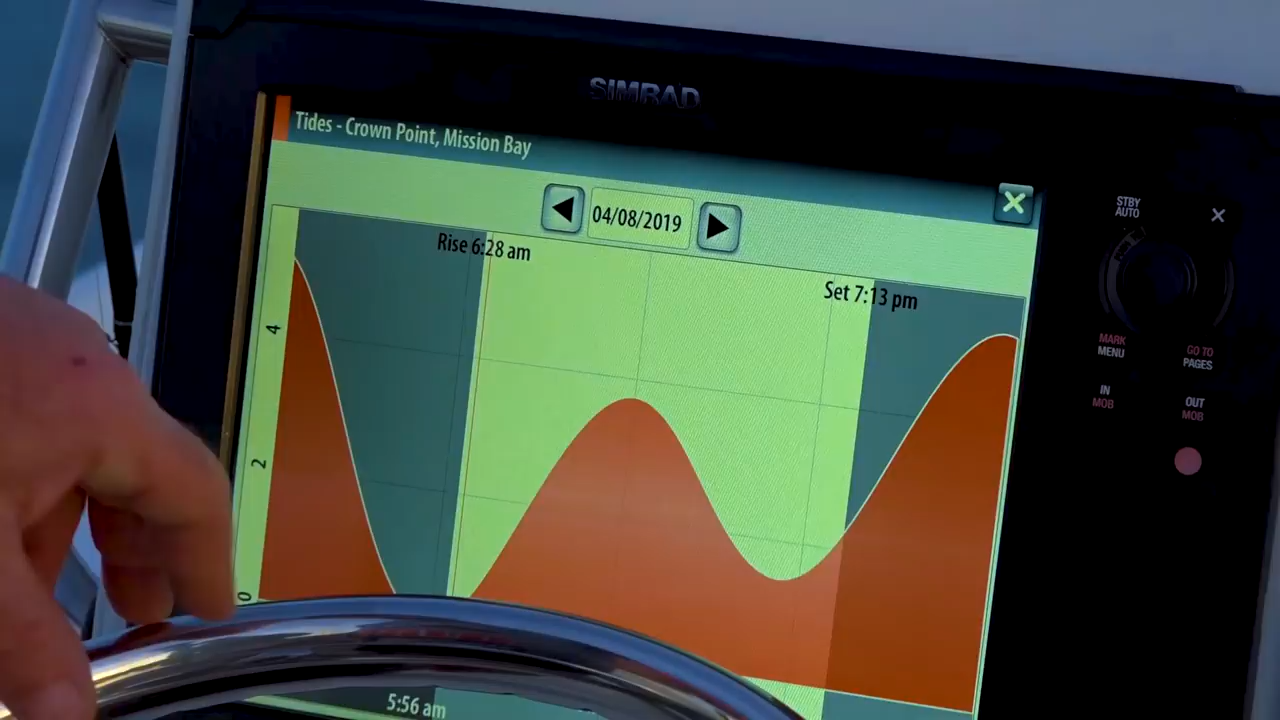 SIMRAD
Tides - Crown Point, Mission Bay
04/08/2019
Rise 6:28 am
Set 7:13 pm
4
2
0
5:56 am
STBY
AUTO
MARK
MENU
GO TO
PAGES
IN
MOB
OUT
MOB